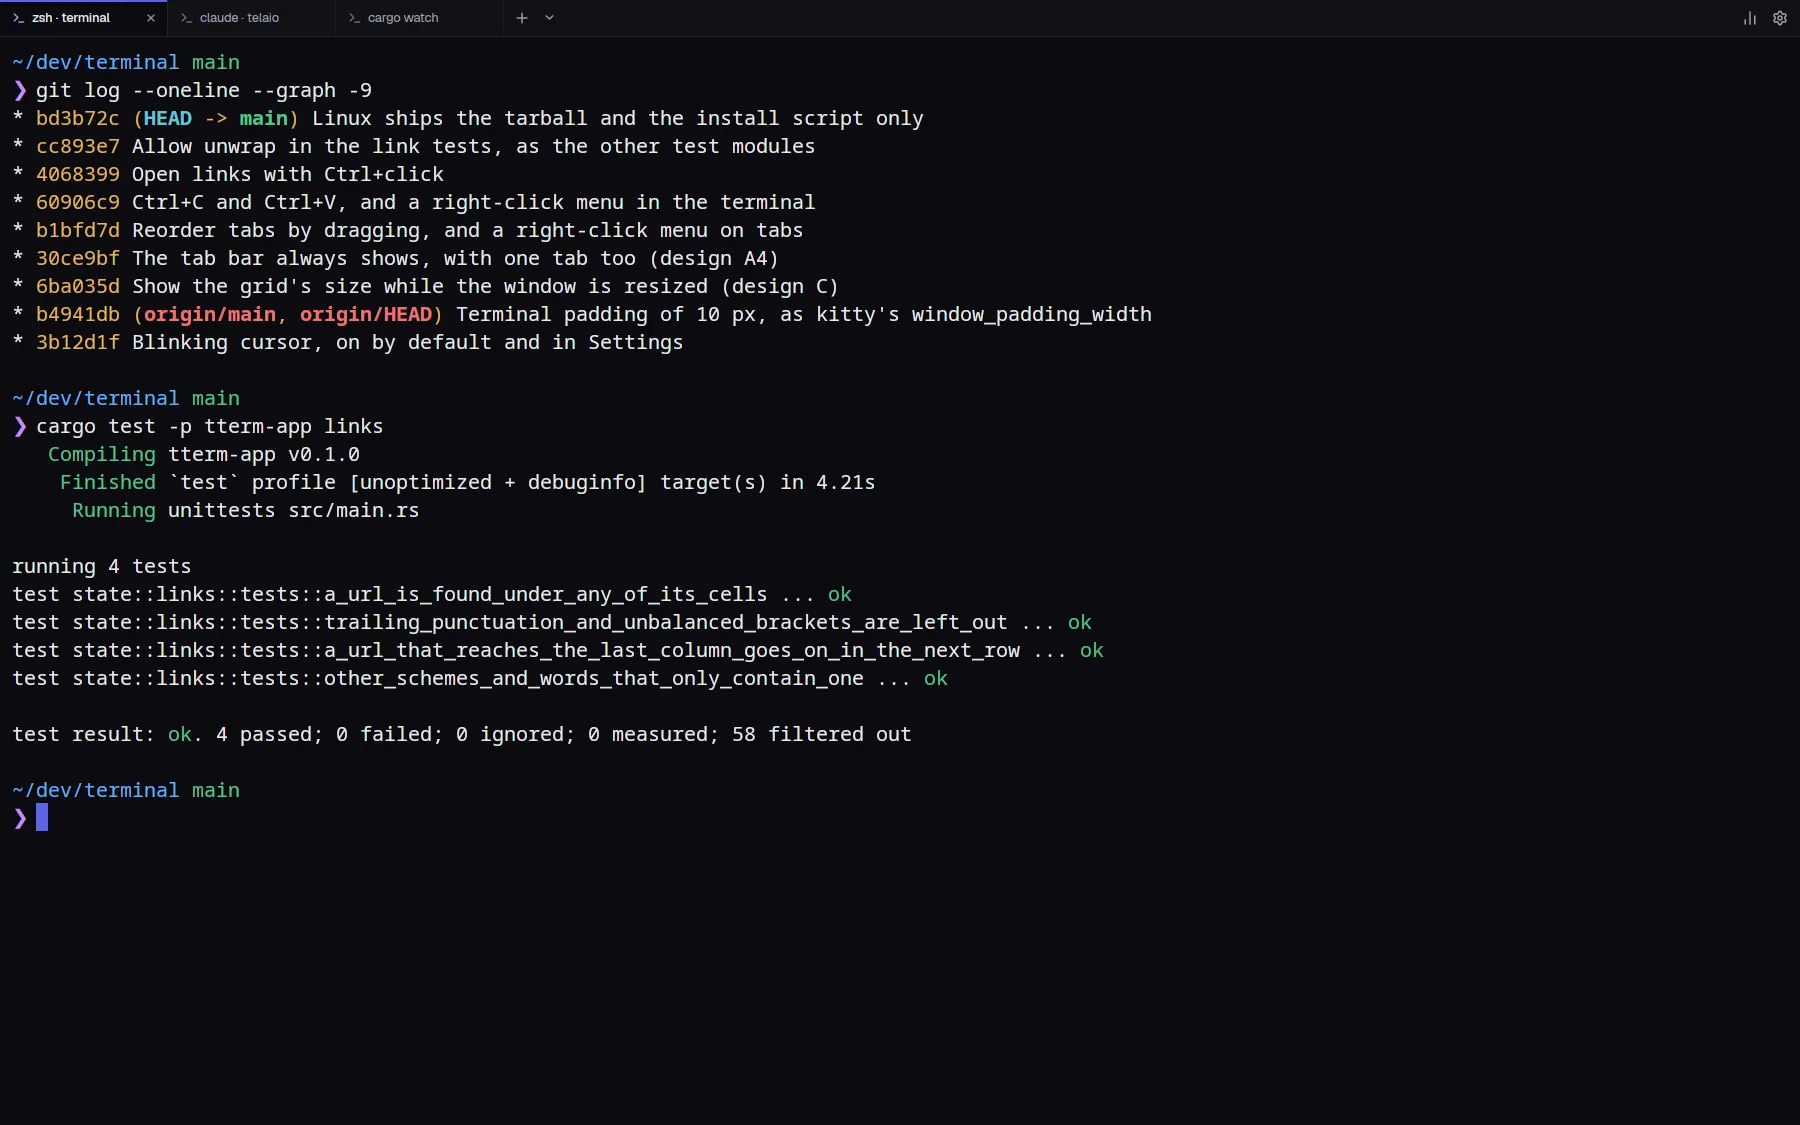 zsh · terminal
claude · telaio
cargo watch
~/dev/terminal main
❯ git log --oneline --graph -9
* bd3b72c (HEAD -> main) Linux ships the tarball and the install script only
* cc893e7 Allow unwrap in the link tests, as the other test modules
* 4068399 Open links with Ctrl+click
* 60906c9 Ctrl+C and Ctrl+V, and a right-click menu in the terminal
* b1bfd7d Reorder tabs by dragging, and a right-click menu on tabs
* 30ce9bf The tab bar always shows, with one tab too (design A4)
* 6ba035d Show the grid's size while the window is resized (design C)
* b4941db (origin/main, origin/HEAD) Terminal padding of 10 px, as kitty's window_padding_width
* 3b12d1f Blinking cursor, on by default and in Settings
~/dev/terminal main
❯ cargo test -p tterm-app links
Compiling tterm-app v0.1.0
Finished `test` profile [unoptimized + debuginfo] target(s) in 4.21s
Running unittests src/main.rs
running 4 tests
test state::links::tests::a_url_is_found_under_any_of_its_cells ... ok
test state::links::tests::trailing_punctuation_and_unbalanced_brackets_are_left_out ... ok
test state::links::tests::a_url_that_reaches_the_last_column_goes_on_in_the_next_row ... ok
test state::links::tests::other_schemes_and_words_that_only_contain_one ... ok
test result: ok. 4 passed; 0 failed; 0 ignored; 0 measured; 58 filtered out
~/dev/terminal main
❯